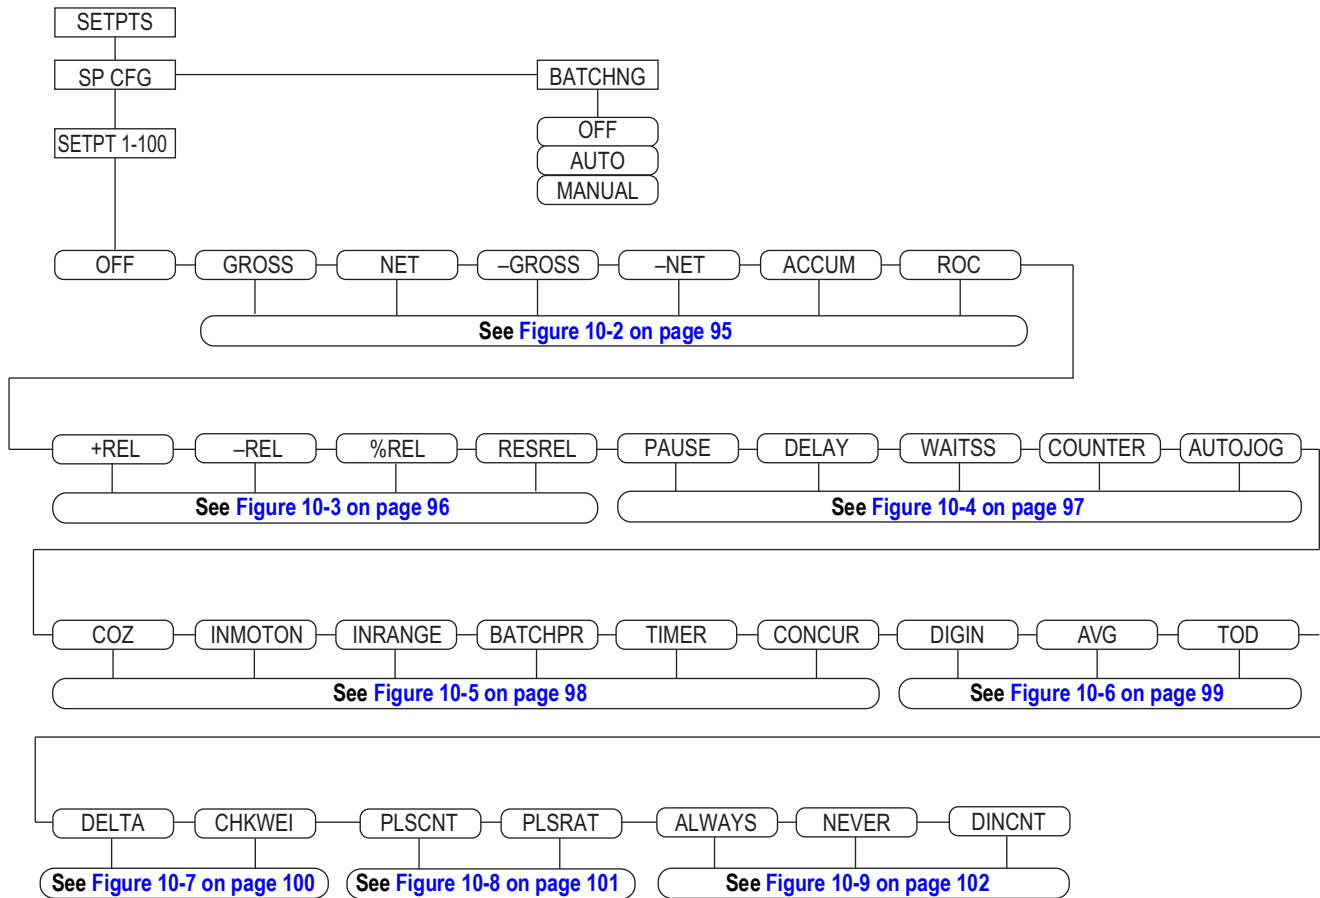 SETPTS
SP CFG
BATCHNG
SETPT 1-100
OFF
AUTO
MANUAL
OFF GROSS NET –GROSS –NET ACCUM ROC
See Figure 10-2 on page 95
+REL –REL %REL RESREL PAUSE DELAY WAITSS COUNTER AUTOJOG
See Figure 10-3 on page 96
See Figure 10-4 on page 97
COZ INMOTON INRANGE BATCHPR TIMER CONCUR DIGIN AVG TOD
See Figure 10-5 on page 98
See Figure 10-6 on page 99
DELTA CHKWEI PLSCNT PLSRAT ALWAYS NEVER DINCNT
See Figure 10-7 on page 100
See Figure 10-8 on page 101
See Figure 10-9 on page 102